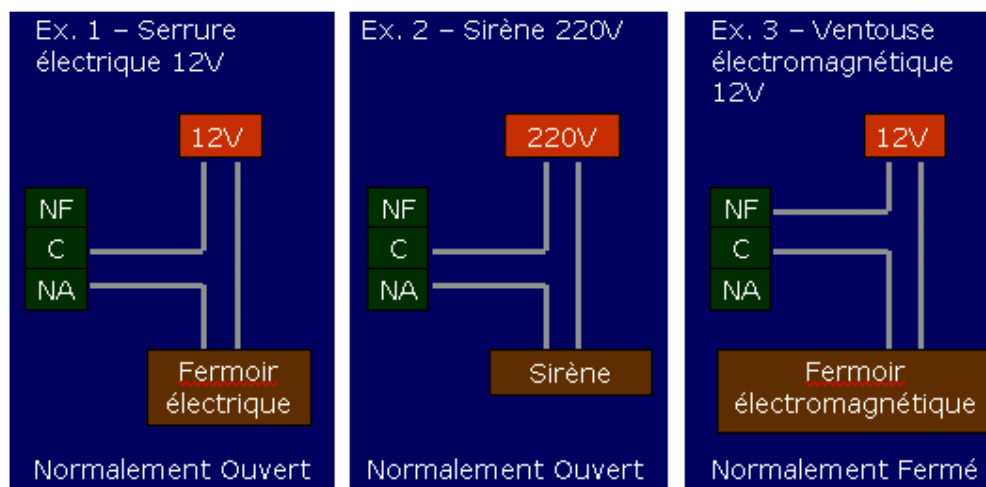 Ex. 1 – Serrure
électrique 12V
12V
NF
C
NA
Fermoir
électrique
Normalement Ouvert
Ex. 2 – Sirène 220V
220V
NF
C
NA
Sirène
Normalement Ouvert
Ex. 3 – Ventouse
électromagnétique
12V
12V
NF
C
NA
Fermoir
électromagnétique
Normalement Fermé